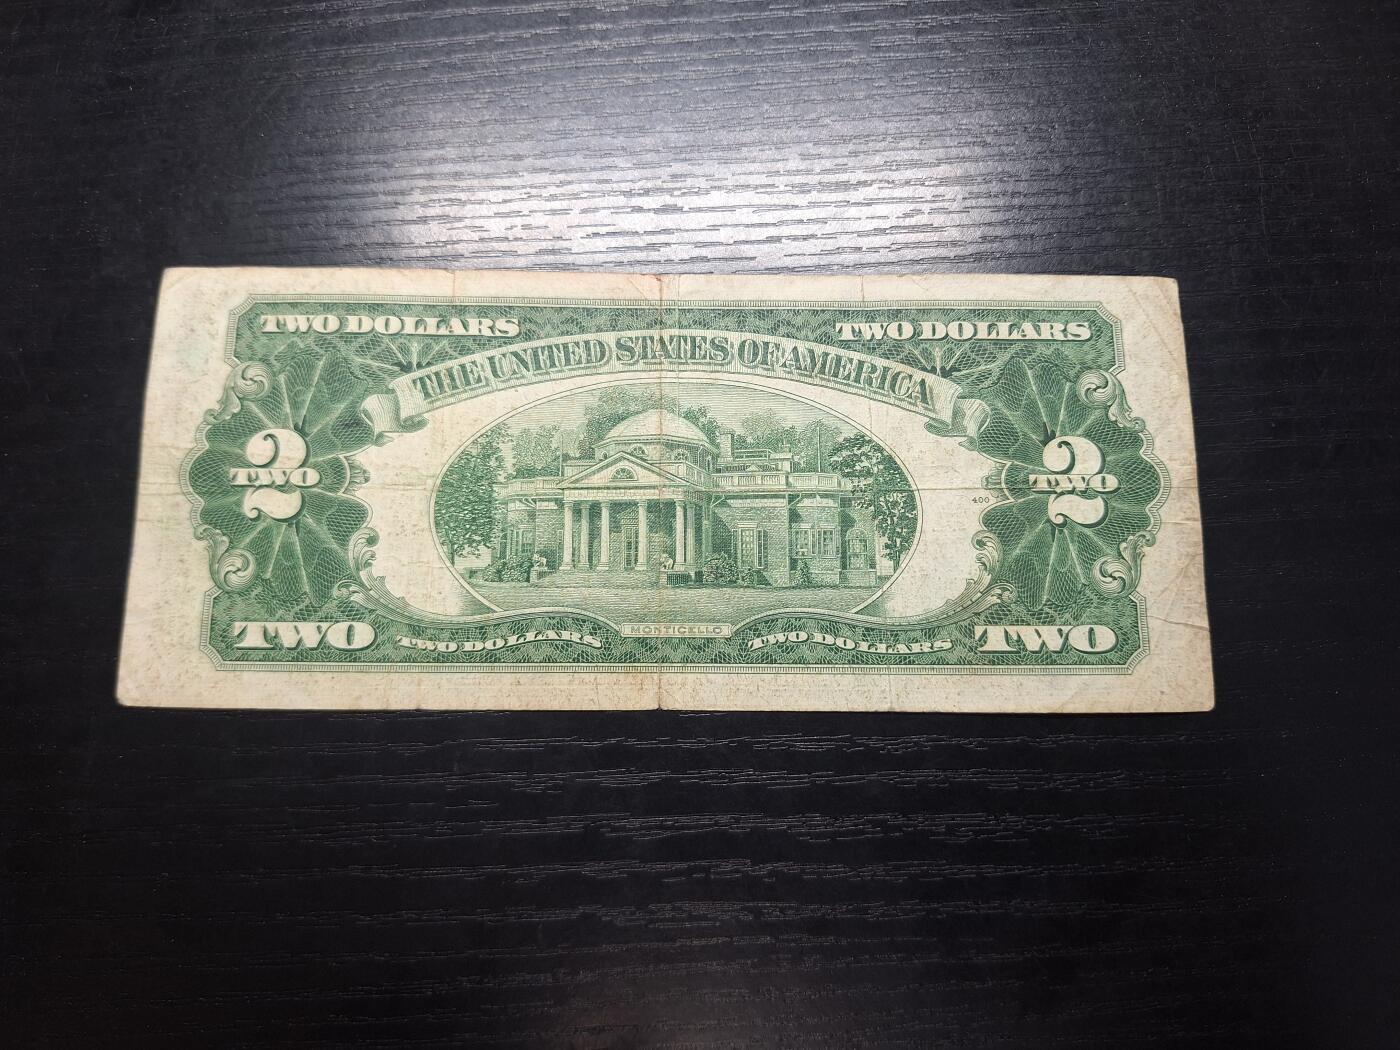 TWO DOLLARS TWO DOLLARS
THE UNITED STATES OF AMERICA
2 2
TWO TWO
400
MONTICELLO
TWO TWO DOLLARS TWO DOLLARS TWO